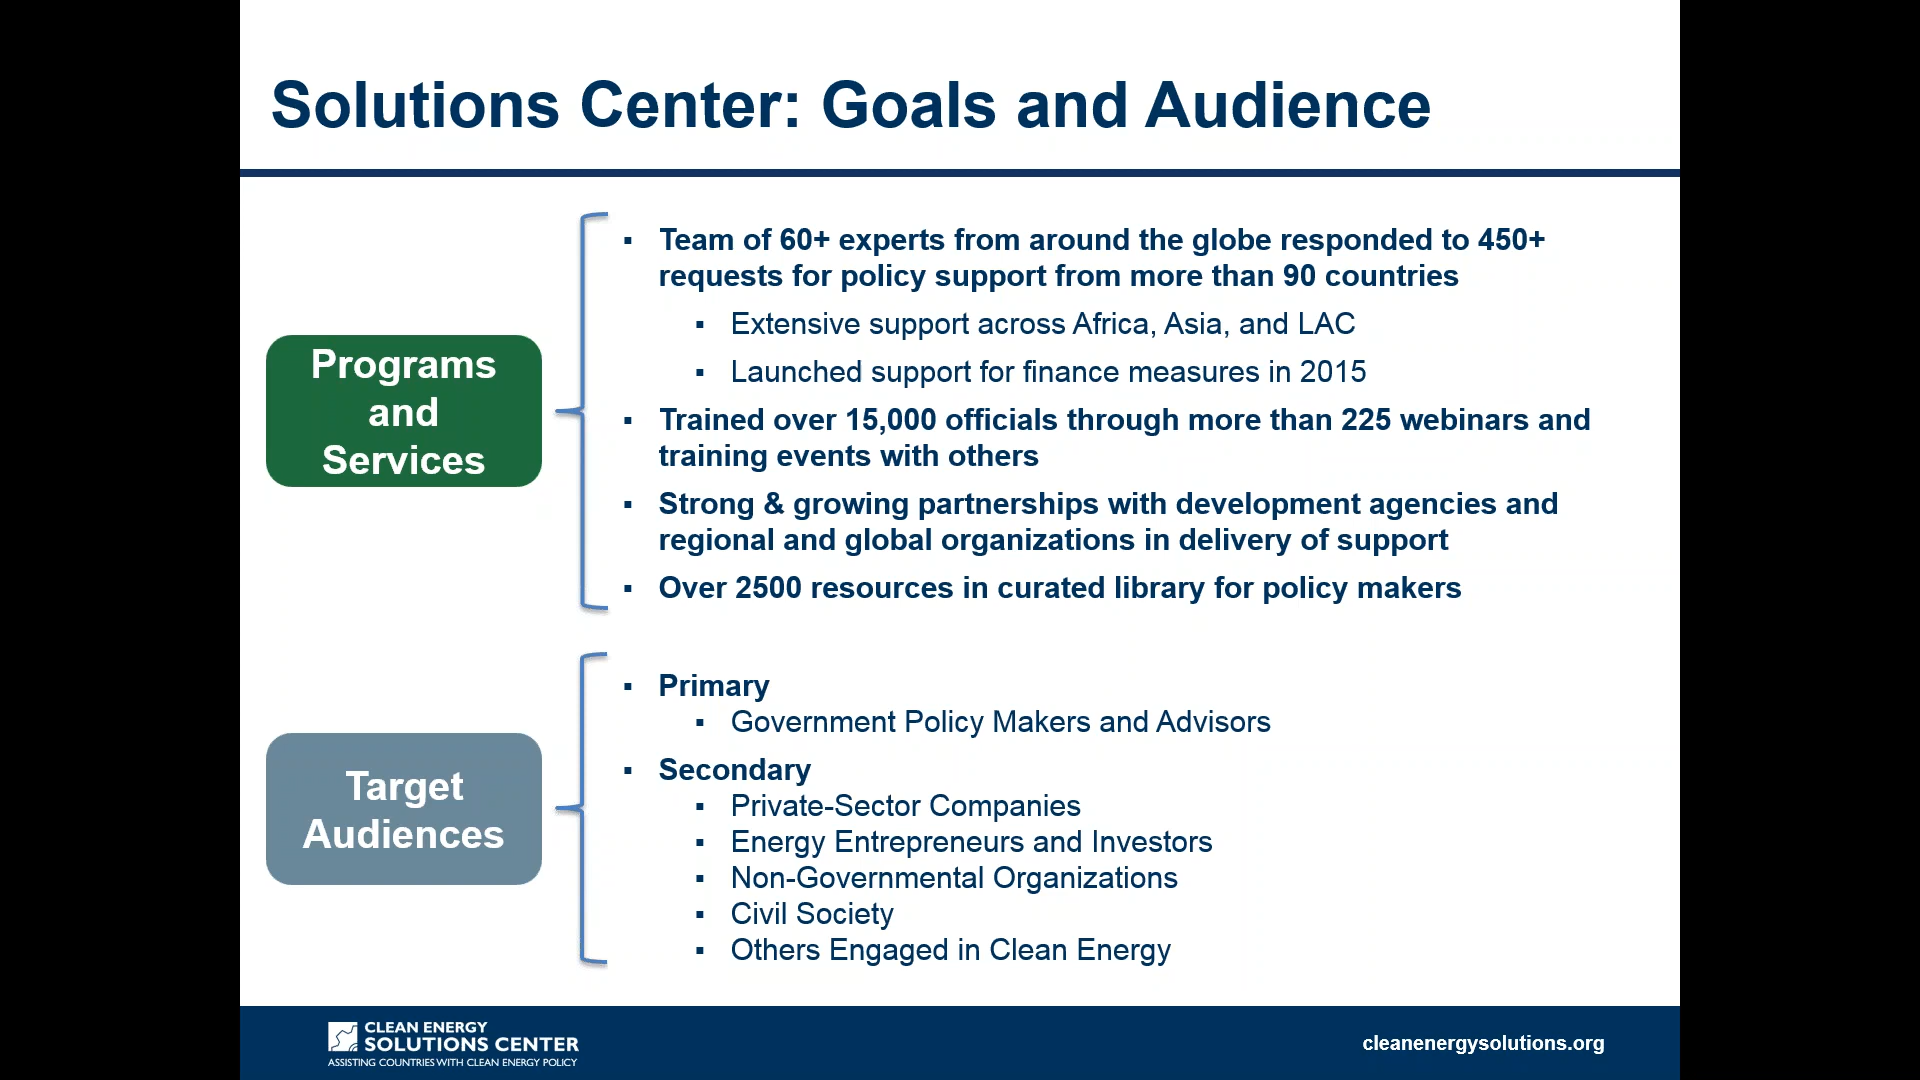 Solutions Center: Goals and Audience
Programs
and
Services
▪ Team of 60+ experts from around the globe responded to 450+
requests for policy support from more than 90 countries
▪ Extensive support across Africa, Asia, and LAC
▪ Launched support for finance measures in 2015
▪ Trained over 15,000 officials through more than 225 webinars and
training events with others
▪ Strong & growing partnerships with development agencies and
regional and global organizations in delivery of support
▪ Over 2500 resources in curated library for policy makers
Target
Audiences
▪ Primary
▪ Government Policy Makers and Advisors
▪ Secondary
▪ Private-Sector Companies
▪ Energy Entrepreneurs and Investors
▪ Non-Governmental Organizations
▪ Civil Society
▪ Others Engaged in Clean Energy
CLEAN ENERGY
SOLUTIONS CENTER
ASSISTING COUNTRIES WITH CLEAN ENERGY POLICY
cleanenergysolutions.org